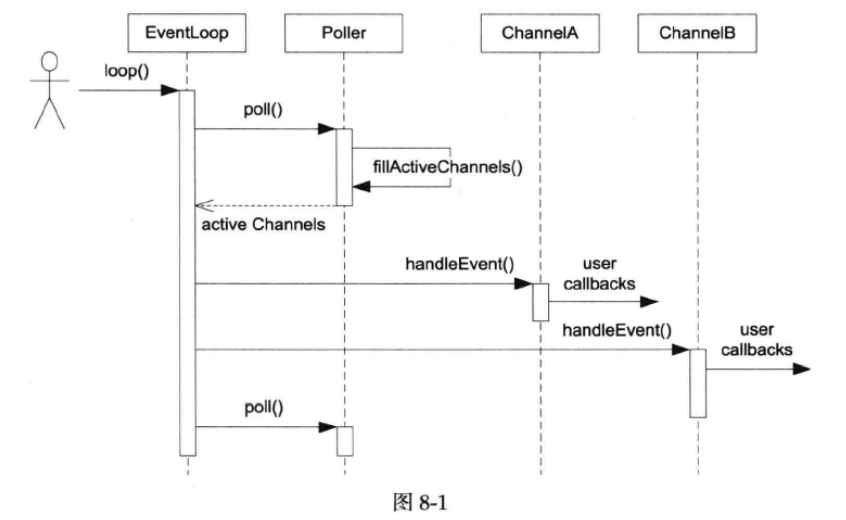 EventLoop
Poller
ChannelA
ChannelB
loop()
poll()
fillActiveChannels()
active Channels
handleEvent()
user
callbacks
handleEvent()
user
callbacks
poll()
图 8-1